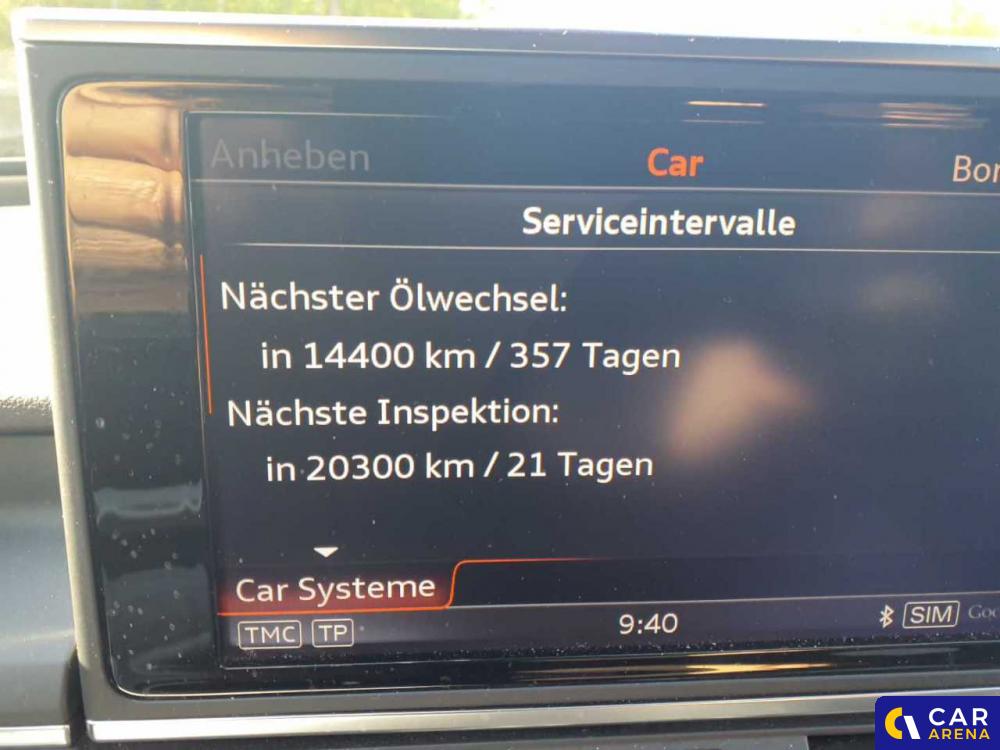 Anheben Car
Serviceintervalle
Nächster Ölwechsel:
in 14400 km / 357 Tagen
Nächste Inspektion:
in 20300 km / 21 Tagen
Car Systeme
TMC TP 9:40 SIM
CAR
ARENA